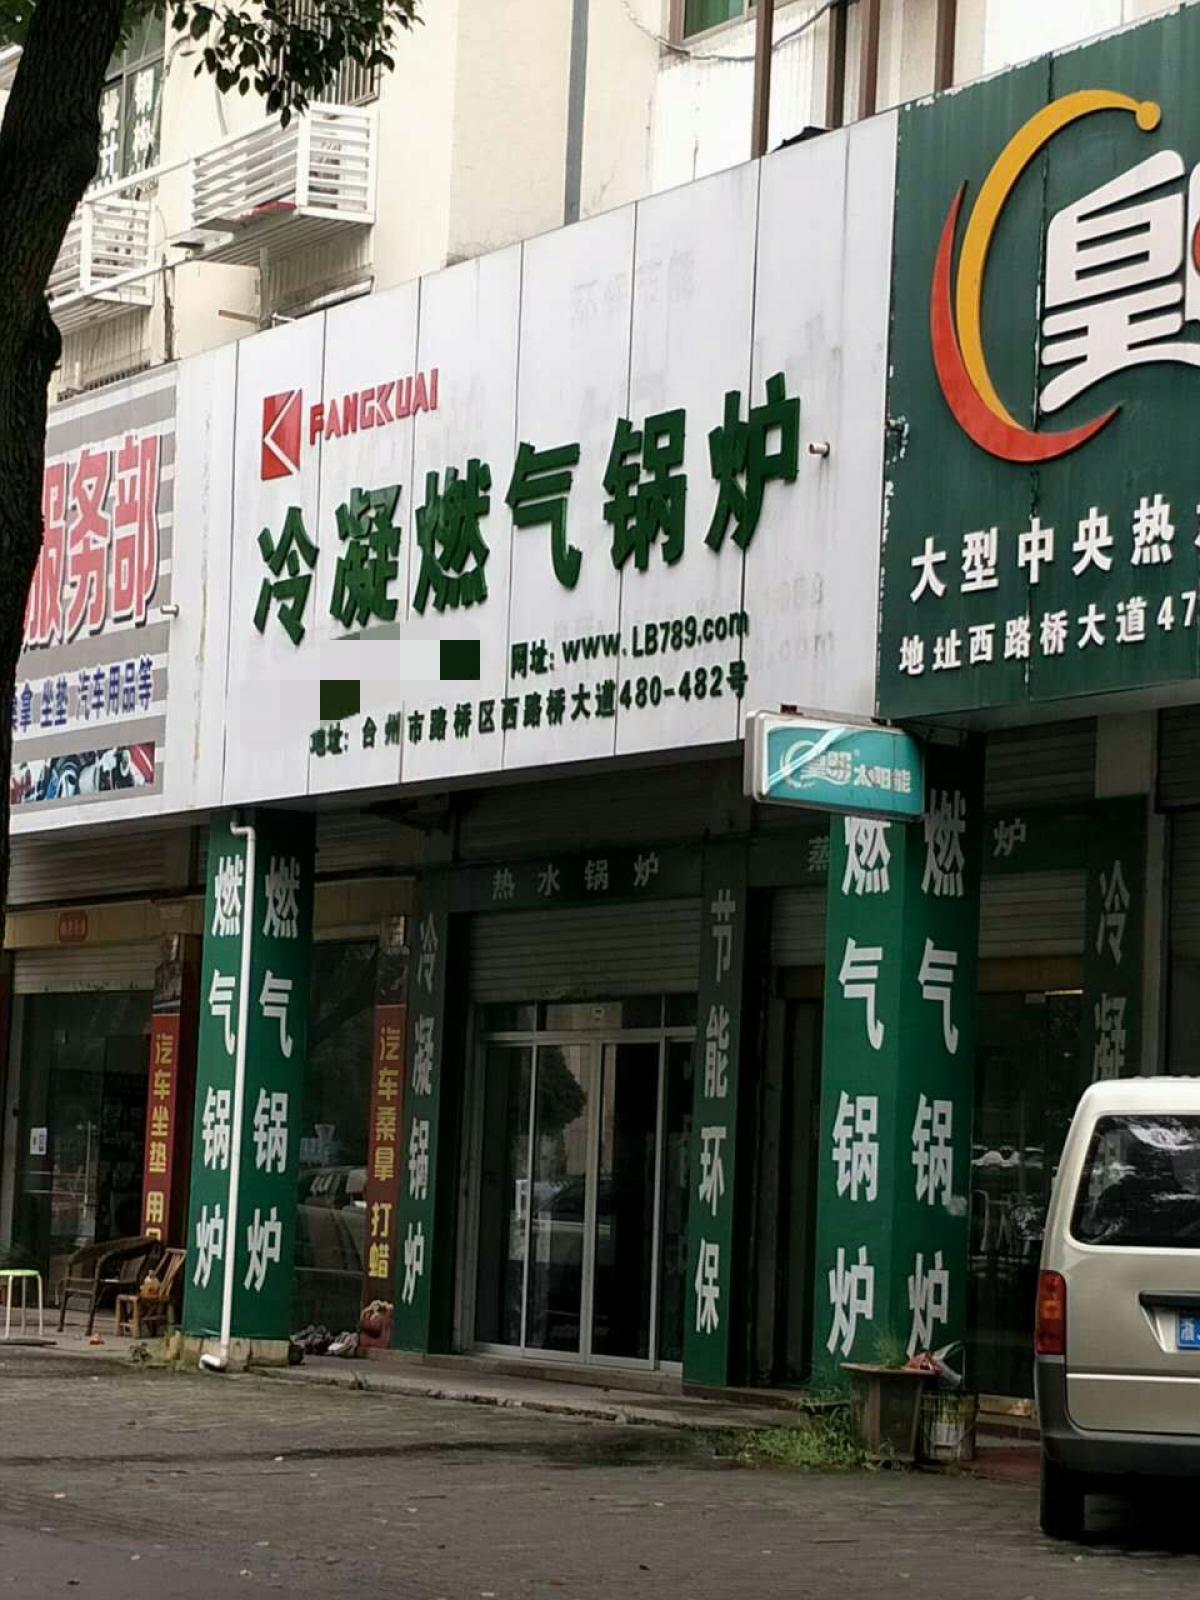 服务部
坐垫 汽车用品等
FANGKUAI
冷凝燃气锅炉
网址: www.LB789.com
地址: 台州市路桥区西路桥大道480-482号
皇
大型中央热
地址西路桥大道47
皇明太阳能
热水锅炉
蒸
炉
燃气锅炉
燃气锅炉
冷凝锅炉
节能环保
燃气锅炉
燃气锅炉
冷凝
汽车坐垫
汽车桑拿 打蜡